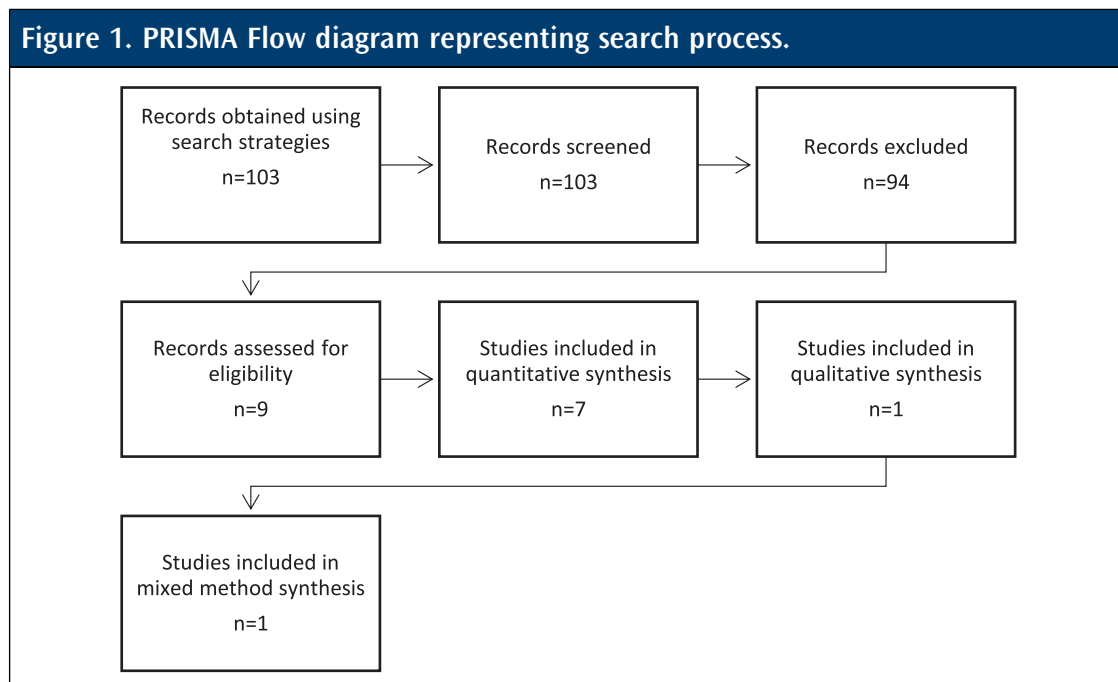 Figure 1. PRISMA Flow diagram representing search process.
Records obtained using
search strategies
n=103
Records screened
n=103
Records excluded
n=94
Records assessed for
eligibility
n=9
Studies included in
quantitative synthesis
n=7
Studies included in
qualitative synthesis
n=1
Studies included in
mixed method synthesis
n=1